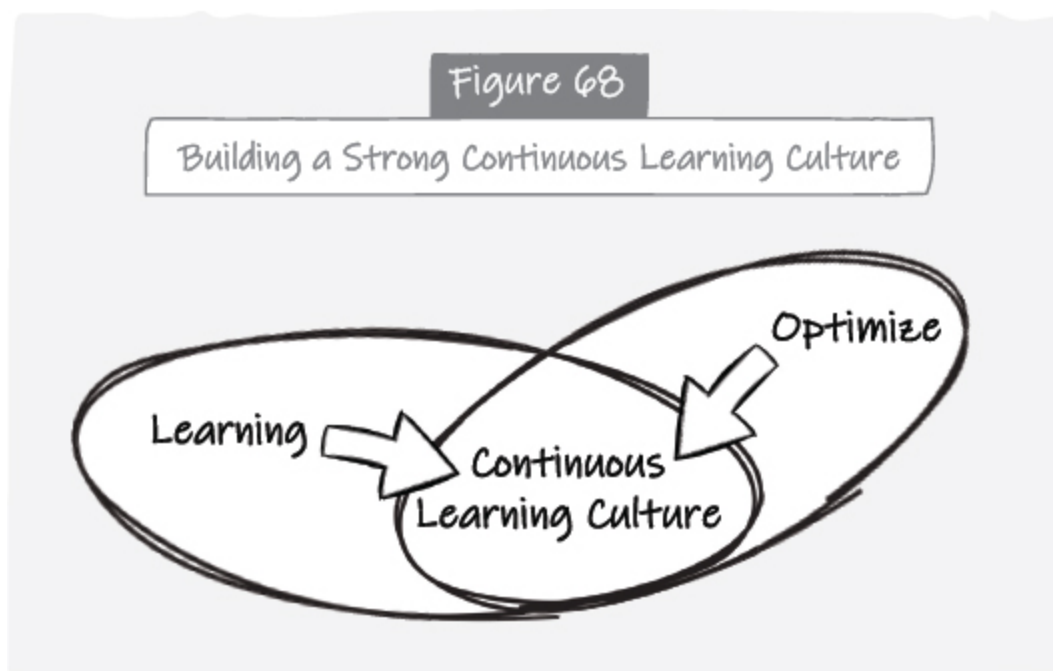 Figure 68
Building a Strong Continuous Learning Culture
Optimize
Learning
Continuous
Learning Culture